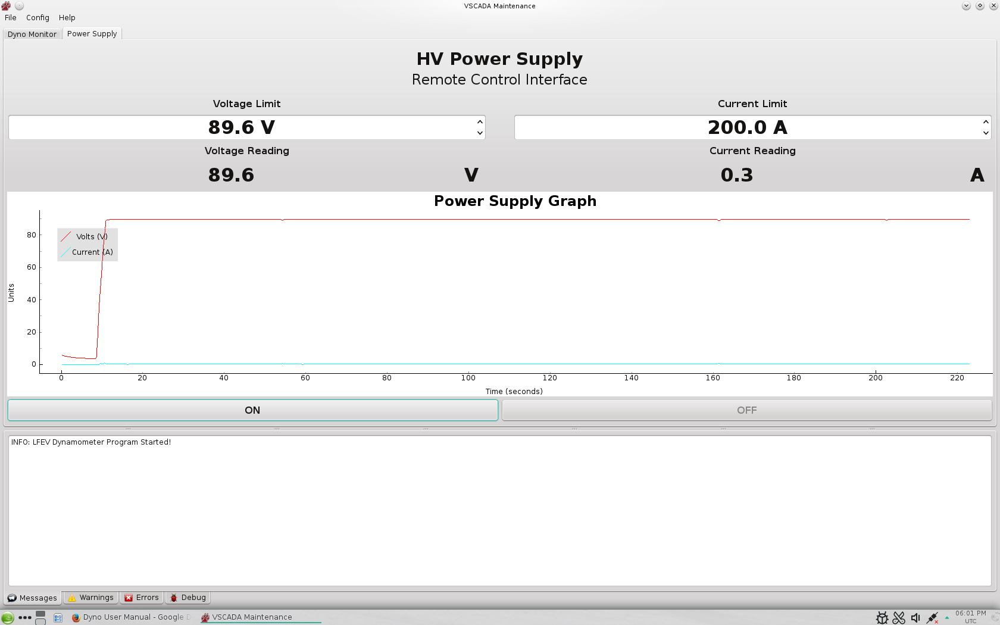 VSCADA Maintenance
File Config Help
Dyno Monitor Power Supply
HV Power Supply
Remote Control Interface
Voltage Limit Current Limit
89.6 V 200.0 A
Voltage Reading Current Reading
89.6 V 0.3 A
Power Supply Graph
Volts (V)
Current (A)
80
60
40
20
0
Units
0 20 40 60 80 100 120 140 160 180 200 220
Time (seconds)
ON OFF
INFO: LFEV Dynamometer Program Started!
Messages Warnings Errors Debug
Dyno User Manual - Google D VSCADA Maintenance 06:01 PM
UTC